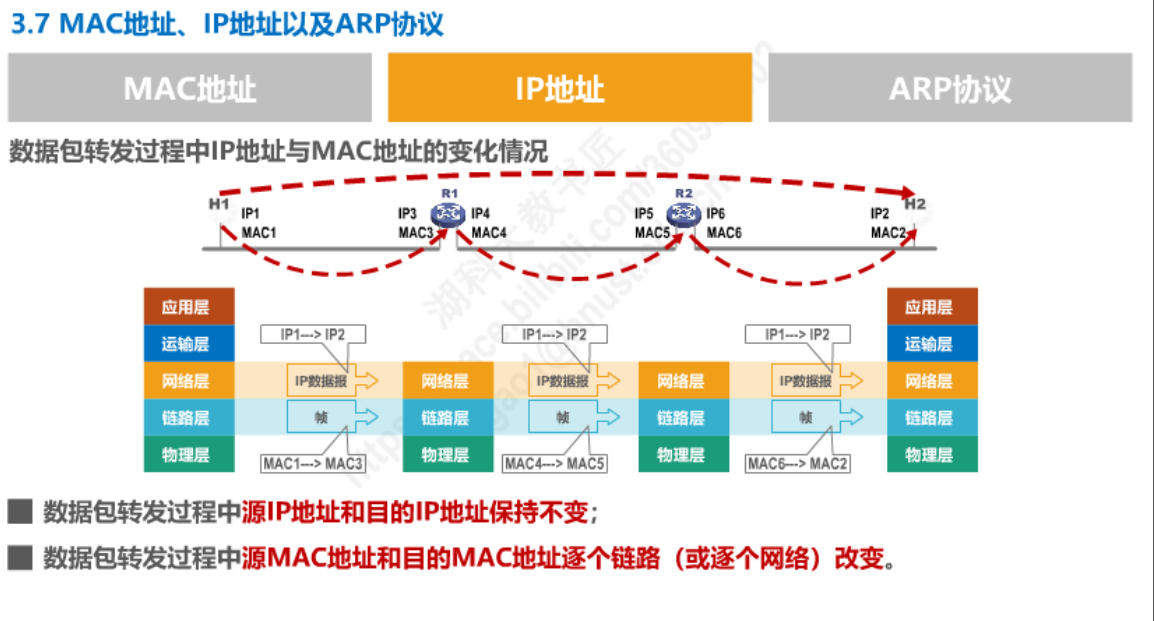 3.7 MAC地址、IP地址以及ARP协议
MAC地址
IP地址
ARP协议
数据包转发过程中IP地址与MAC地址的变化情况
H1
R1
R2
H2
IP1
MAC1
IP3
MAC3
IP4
MAC4
IP5
MAC5
IP6
MAC6
IP2
MAC2
应用层
应用层
运输层
IP1---> IP2
IP1---> IP2
IP1---> IP2
运输层
网络层
IP数据报
网络层
IP数据报
网络层
IP数据报
网络层
链路层
帧
链路层
帧
链路层
帧
链路层
物理层
MAC1---> MAC3
物理层
MAC4---> MAC5
物理层
MAC6---> MAC2
物理层
数据包转发过程中源IP地址和目的IP地址保持不变；
数据包转发过程中源MAC地址和目的MAC地址逐个链路（或逐个网络）改变。
湖科大教书匠